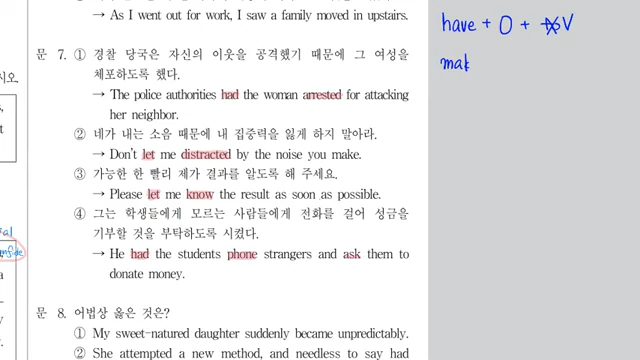 → As I went out for work, I saw a family moved in upstairs.
문 7. ① 경찰 당국은 자신의 이웃을 공격했기 때문에 그 여성을
체포하도록 했다.
→ The police authorities had the woman arrested for attacking
her neighbor.
② 네가 내는 소음 때문에 내 집중력을 잃게 하지 말아라.
→ Don't let me distracted by the noise you make.
③ 가능한 한 빨리 제가 결과를 알도록 해 주세요.
→ Please let me know the result as soon as possible.
④ 그는 학생들에게 모르는 사람들에게 전화를 걸어 성금을
기부할 것을 부탁하도록 시켰다.
→ He had the students phone strangers and ask them to
donate money.
문 8. 어법상 옳은 것은?
① My sweet-natured daughter suddenly became unpredictably.
② She attempted a new method, and needless to say had
시오.
have + O + to V
mak